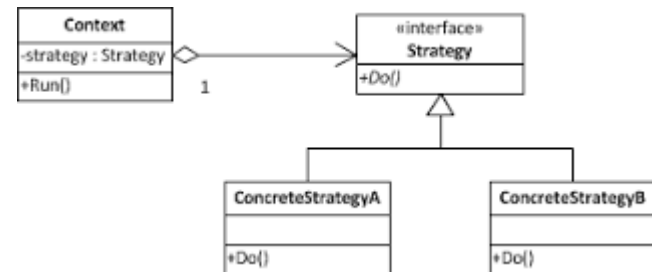 Context
-strategy : Strategy
+Run()
1
«interface»
Strategy
+Do()
ConcreteStrategyA
+Do()
ConcreteStrategyB
+Do()